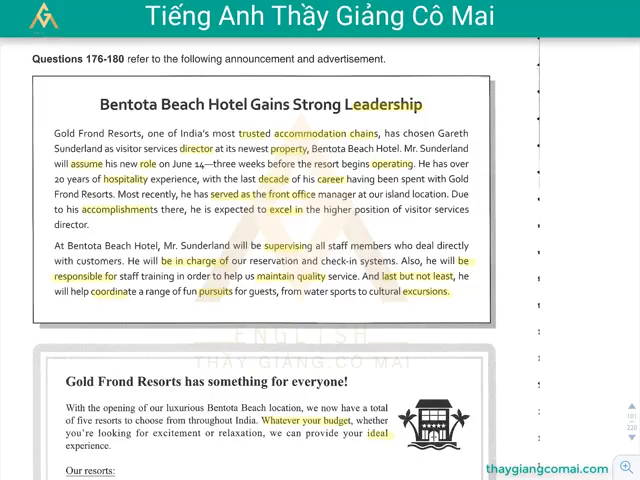 Tiếng Anh Thầy Giảng Cô Mai
Questions 176-180 refer to the following announcement and advertisement.
Bentota Beach Hotel Gains Strong Leadership
Gold Frond Resorts, one of India's most trusted accommodation chains, has chosen Gareth
Sunderland as visitor services director at its newest property, Bentota Beach Hotel. Mr. Sunderland
will assume his new role on June 14—three weeks before the resort begins operating. He has over
20 years of hospitality experience, with the last decade of his career having been spent with Gold
Frond Resorts. Most recently, he has served as the front office manager at our island location. Due
to his accomplishments there, he is expected to excel in the higher position of visitor services
director.
At Bentota Beach Hotel, Mr. Sunderland will be supervising all staff members who deal directly
with customers. He will be in charge of our reservation and check-in systems. Also, he will be
responsible for staff training in order to help us maintain quality service. And last but not least, he
will help coordinate a range of fun pursuits for guests, from water sports to cultural excursions.
ENGLISH
THẦY GIẢNG.CÔ MAI
Gold Frond Resorts has something for everyone!
With the opening of our luxurious Bentota Beach location, we now have a total
of five resorts to choose from throughout India. Whatever your budget, whether
you're looking for excitement or relaxation, we can provide your ideal
experience.
Our resorts:
181
220
thaygiangcomai.com